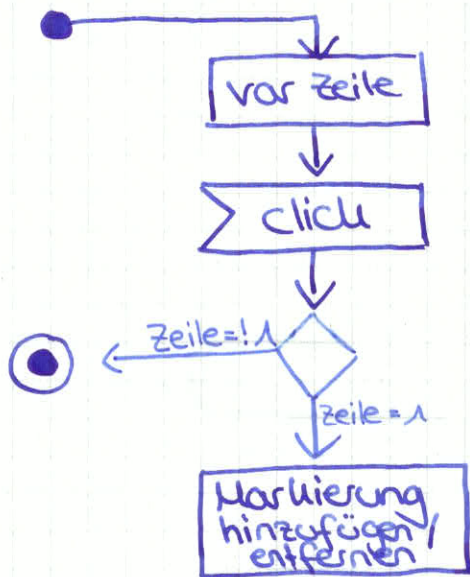 var Zeile
click
Zeile=!1
Zeile=1
Markierung
hinzufügen/
entfernen